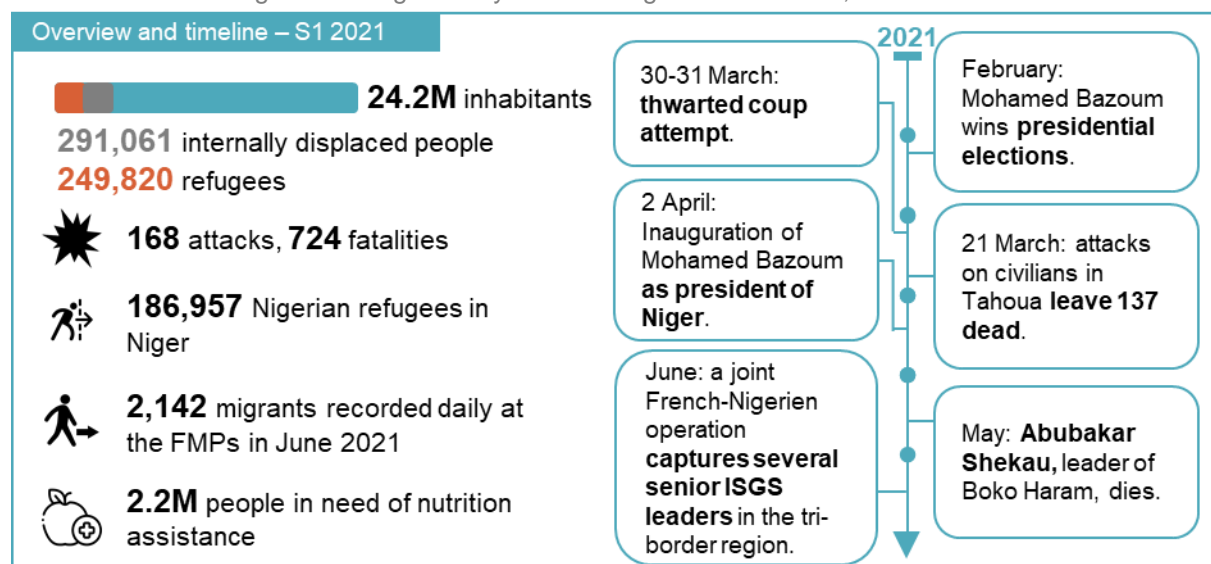 Overview and timeline – S1 2021
24.2M inhabitants
291,061 internally displaced people
249,820 refugees
168 attacks, 724 fatalities
186,957 Nigerian refugees in
Niger
2,142 migrants recorded daily at
the FMPs in June 2021
2.2M people in need of nutrition
assistance
2021
February:
Mohamed Bazoum
wins presidential
elections.
30-31 March:
thwarted coup
attempt.
21 March: attacks
on civilians in
Tahoua leave 137
dead.
2 April:
Inauguration of
Mohamed Bazoum
as president of
Niger.
May: Abubakar
Shekau, leader of
Boko Haram, dies.
June: a joint
French-Nigerien
operation
captures several
senior ISGS
leaders in the tri-
border region.